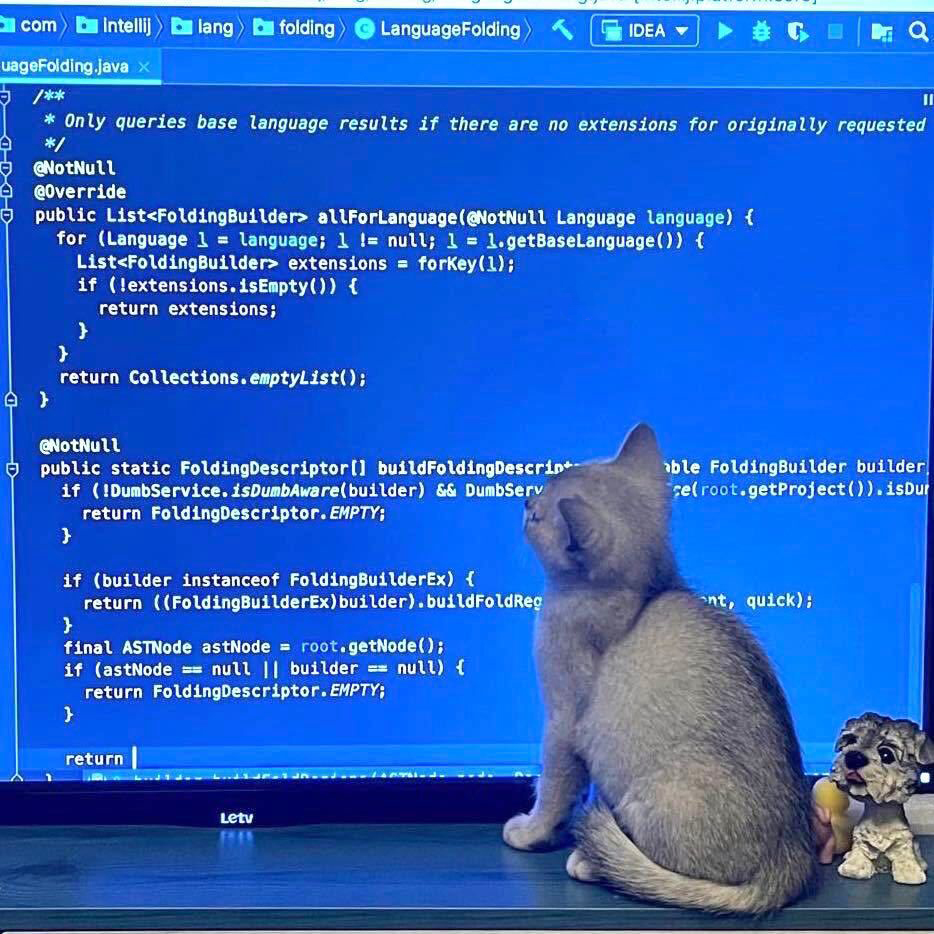 com intellij lang folding LanguageFolding IDEA
uageFolding.java
/**
* Only queries base language results if there are no extensions for originally requested
*/
@NotNull
@Override
public List<FoldingBuilder> allForLanguage(@NotNull Language language) {
for (Language l = language; l != null; l = l.getBaseLanguage()) {
List<FoldingBuilder> extensions = forKey(l);
if (!extensions.isEmpty()) {
return extensions;
}
}
return Collections.emptyList();
}
@NotNull
public static FoldingDescriptor[] buildFoldingDescript able FoldingBuilder builder,
if (!DumbService.isDumbAware(builder) && DumbServ ce(root.getProject()).isDum
return FoldingDescriptor.EMPTY;
}
if (builder instanceof FoldingBuilderEx) {
return ((FoldingBuilderEx)builder).buildFoldReg nt, quick);
}
final ASTNode astNode = root.getNode();
if (astNode == null || builder == null) {
return FoldingDescriptor.EMPTY;
}
return
Letv